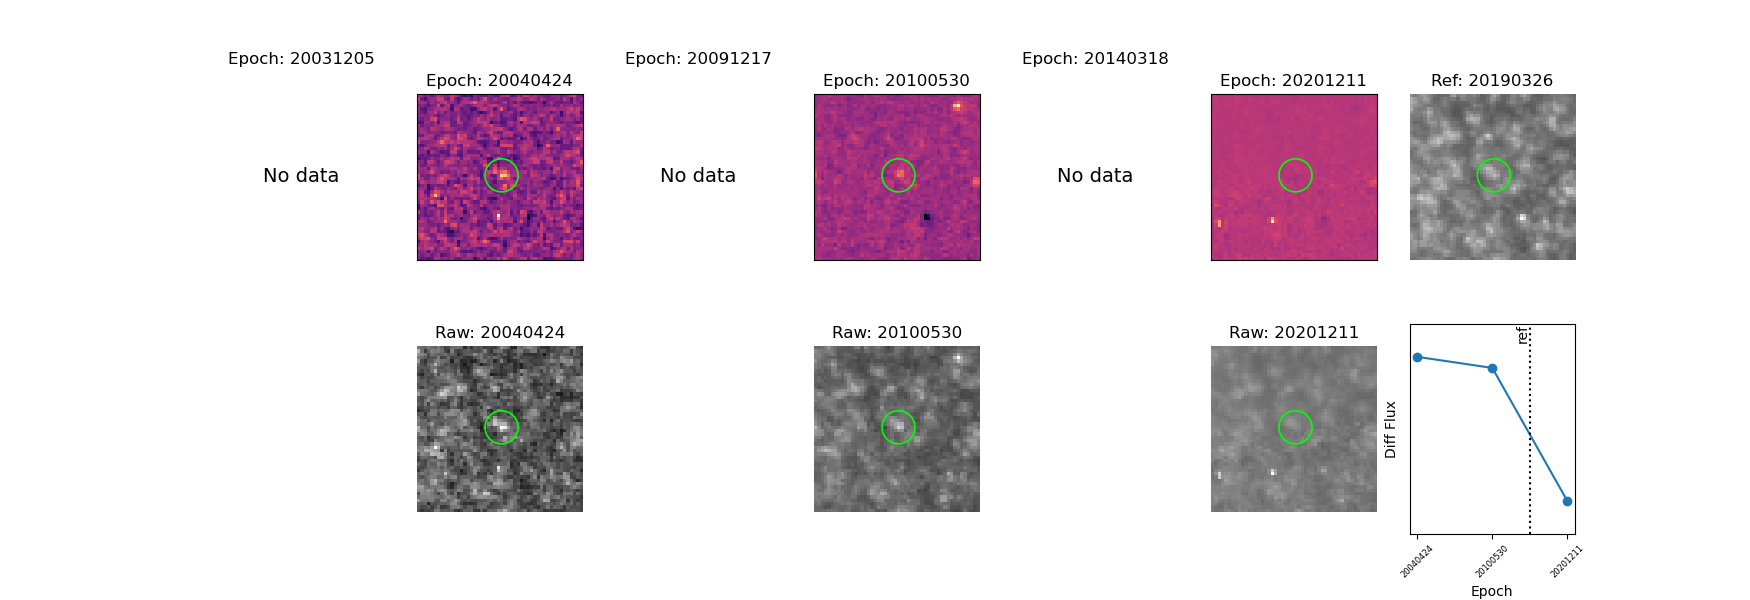 Epoch: 20031205
Epoch: 20091217
Epoch: 20140318
Epoch: 20040424
Epoch: 20100530
Epoch: 20201211
Ref: 20190326
No data
No data
No data
Raw: 20040424
Raw: 20100530
Raw: 20201211
ref
Diff Flux
20040424
20100530
20201211
Epoch